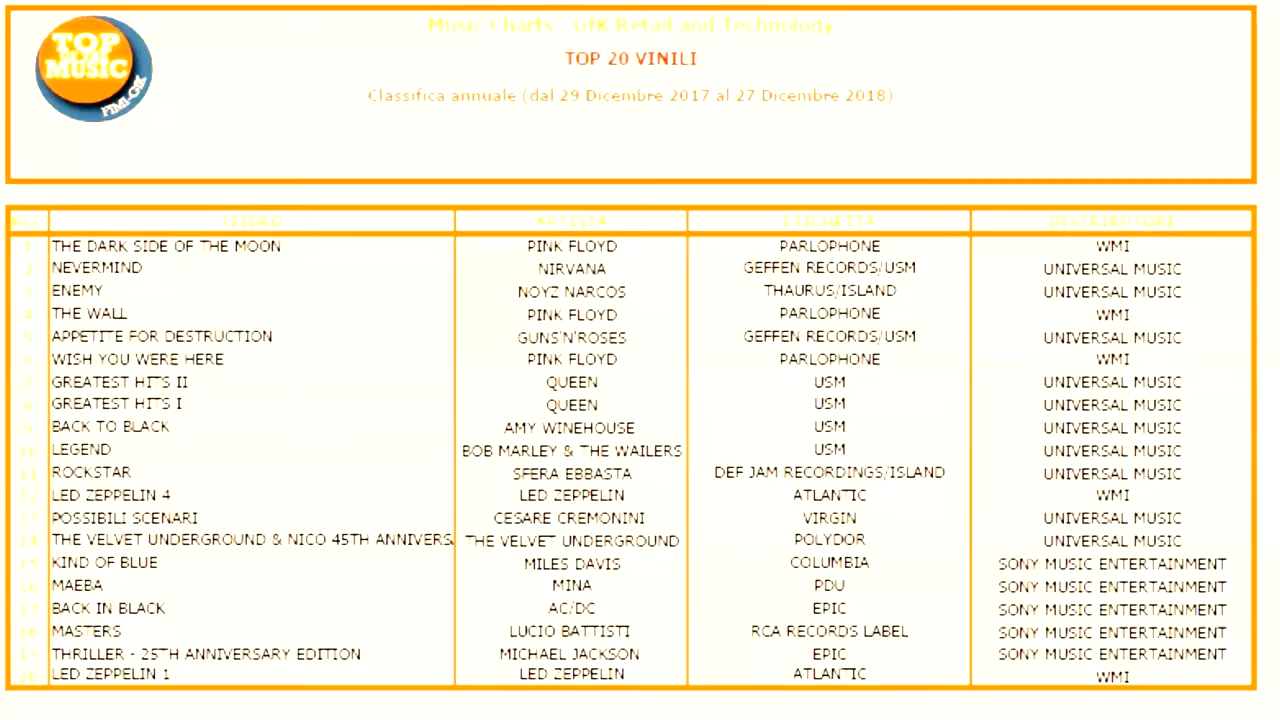 TOP
OF THE
MUSIC
FIMI-GfK
Music Charts - GfK Retail and Technology
TOP 20 VINILI
Classifica annuale (dal 29 Dicembre 2017 al 27 Dicembre 2018)
TITOLO ARTISTA ETICHETTA DISTRIBUTORE
1 THE DARK SIDE OF THE MOON PINK FLOYD PARLOPHONE WMI
2 NEVERMIND NIRVANA GEFFEN RECORDS/USM UNIVERSAL MUSIC
3 ENEMY NOYZ NARCOS THAURUS/ISLAND UNIVERSAL MUSIC
4 THE WALL PINK FLOYD PARLOPHONE WMI
5 APPETITE FOR DESTRUCTION GUNS'N'ROSES GEFFEN RECORDS/USM UNIVERSAL MUSIC
6 WISH YOU WERE HERE PINK FLOYD PARLOPHONE WMI
7 GREATEST HITS II QUEEN USM UNIVERSAL MUSIC
8 GREATEST HITS I QUEEN USM UNIVERSAL MUSIC
9 BACK TO BLACK AMY WINEHOUSE USM UNIVERSAL MUSIC
10 LEGEND BOB MARLEY & THE WAILERS USM UNIVERSAL MUSIC
11 ROCKSTAR SFERA EBBASTA DEF JAM RECORDINGS/ISLAND UNIVERSAL MUSIC
12 LED ZEPPELIN 4 LED ZEPPELIN ATLANTIC WMI
13 POSSIBILI SCENARI CESARE CREMONINI VIRGIN UNIVERSAL MUSIC
14 THE VELVET UNDERGROUND & NICO 45TH ANNIVERSA THE VELVET UNDERGROUND POLYDOR UNIVERSAL MUSIC
15 KIND OF BLUE MILES DAVIS COLUMBIA SONY MUSIC ENTERTAINMENT
16 MAEBA MINA PDU SONY MUSIC ENTERTAINMENT
17 BACK IN BLACK AC/DC EPIC SONY MUSIC ENTERTAINMENT
18 MASTERS LUCIO BATTISTI RCA RECORDS LABEL SONY MUSIC ENTERTAINMENT
19 THRILLER - 25TH ANNIVERSARY EDITION MICHAEL JACKSON EPIC SONY MUSIC ENTERTAINMENT
20 LED ZEPPELIN 1 LED ZEPPELIN ATLANTIC WMI